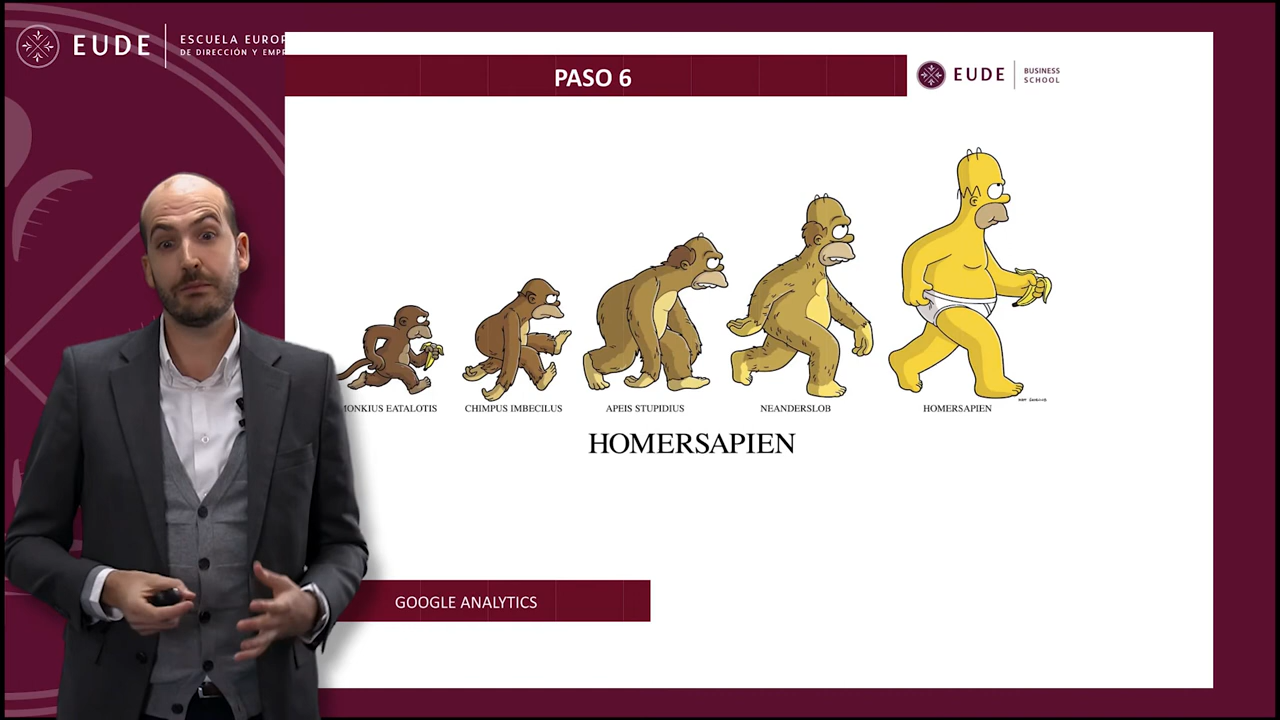 EUDE
ESCUELA EUROP
DE DIRECCIÓN Y EMPR
PASO 6
EUDE
BUSINESS
SCHOOL
MONKIUS EATALOTIS
CHIMPUS IMBECILUS
APEIS STUPIDIUS
NEANDERSLOB
HOMERSAPIEN
HOMERSAPIEN
GOOGLE ANALYTICS